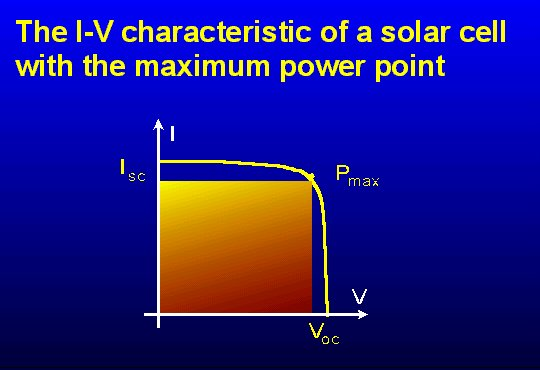 The I-V characteristic of a solar cell
with the maximum power point
I
Isc
Pmax
V
Voc